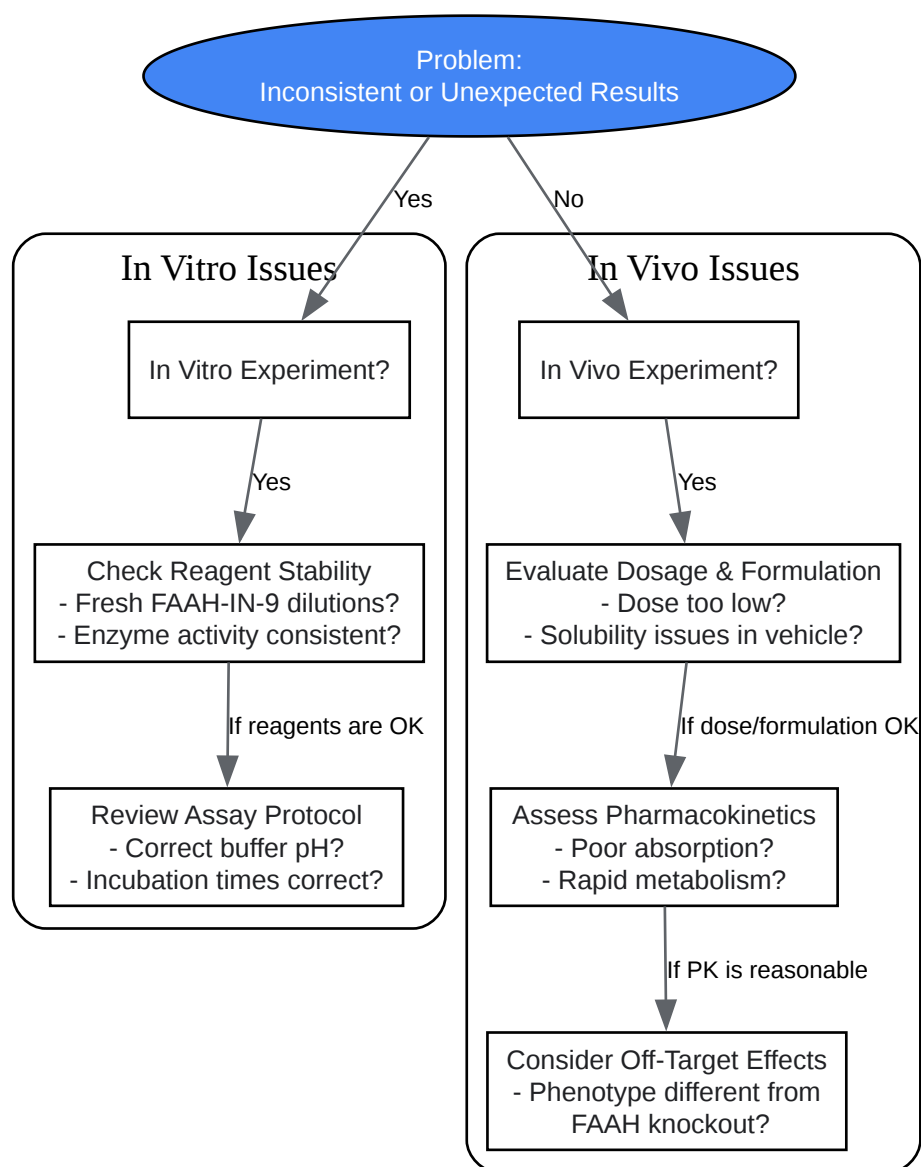 Problem:
Inconsistent or Unexpected Results
Yes
No
In Vitro Issues
In Vivo Issues
In Vitro Experiment?
In Vivo Experiment?
Yes
Yes
Check Reagent Stability
- Fresh FAAH-IN-9 dilutions?
- Enzyme activity consistent?
Evaluate Dosage & Formulation
- Dose too low?
- Solubility issues in vehicle?
If reagents are OK
If dose/formulation OK
Review Assay Protocol
- Correct buffer pH?
- Incubation times correct?
Assess Pharmacokinetics
- Poor absorption?
- Rapid metabolism?
If PK is reasonable
Consider Off-Target Effects
- Phenotype different from
FAAH knockout?